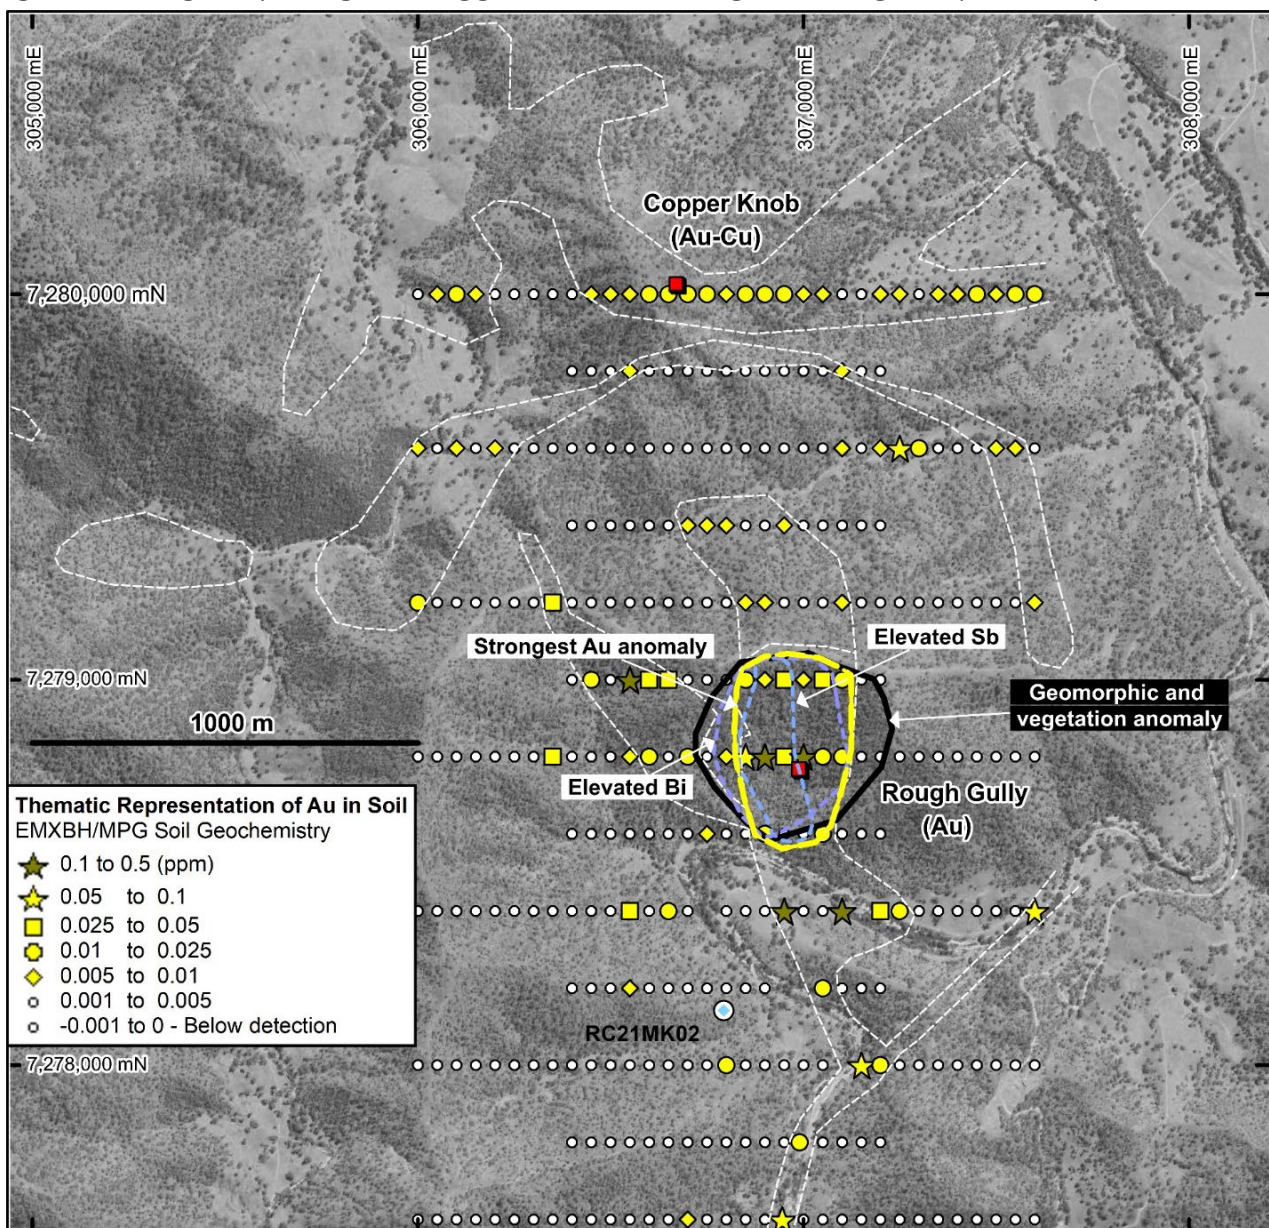 305,000 mE
306,000 mE
307,000 mE
308,000 mE
Copper Knob
(Au-Cu)
7,280,000 mN
Strongest Au anomaly
Elevated Sb
7,279,000 mN
Geomorphic and
vegetation anomaly
1000 m
Elevated Bi
Rough Gully
(Au)
Thematic Representation of Au in Soil
EMXBH/MPG Soil Geochemistry
0.1 to 0.5 (ppm)
0.05 to 0.1
0.025 to 0.05
0.01 to 0.025
0.005 to 0.01
0.001 to 0.005
-0.001 to 0 - Below detection
RC21MK02
7,278,000 mN